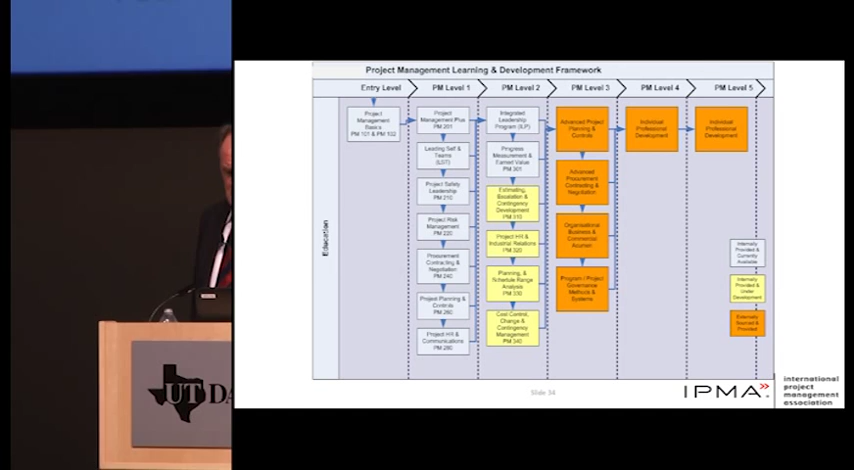 Project Management Learning & Development Framework
Entry Level
PM Level 1
PM Level 2
PM Level 3
PM Level 4
PM Level 5
Education
Project
Management
Basics
PM 101 & PM 102
Project
Management Plus
PM 201
Leading Self &
Teams
(LST)
Project Safety
Leadership
PM 210
Project Risk
Management
PM 220
Procurement
Contracting &
Negotiation
PM 240
Project Planning &
Controls
PM 260
Project HR &
Communications
PM 280
Integrated
Leadership
Program (ILP)
Progress
Measurement &
Earned Value
PM 301
Estimating,
Escalation &
Contingency
Development
PM 310
Project HR &
Industrial Relations
PM 320
Planning, &
Schedule Range
Analysis
PM 330
Cost Control,
Change &
Contingency
Management
PM 340
Advanced Project
Planning &
Controls
Advanced
Procurement
Contracting &
Negotiation
Organisational
Business &
Commercial
Acumen
Program / Project
Governance
Methods &
Systems
Individual
Professional
Development
Individual
Professional
Development
Internally
Provided &
Currently
Available
Internally
Provided &
Under
Development
Externally
Sourced &
Provided
Slide 34
IPMA
international
project
management
association
UT DA